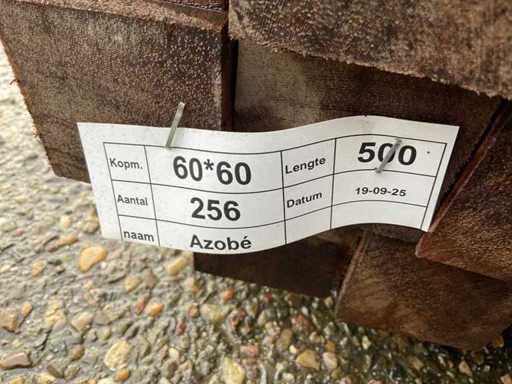 Kopm. 60*60 Lengte 500
Aantal 256 Datum 19-09-25
naam Azobé